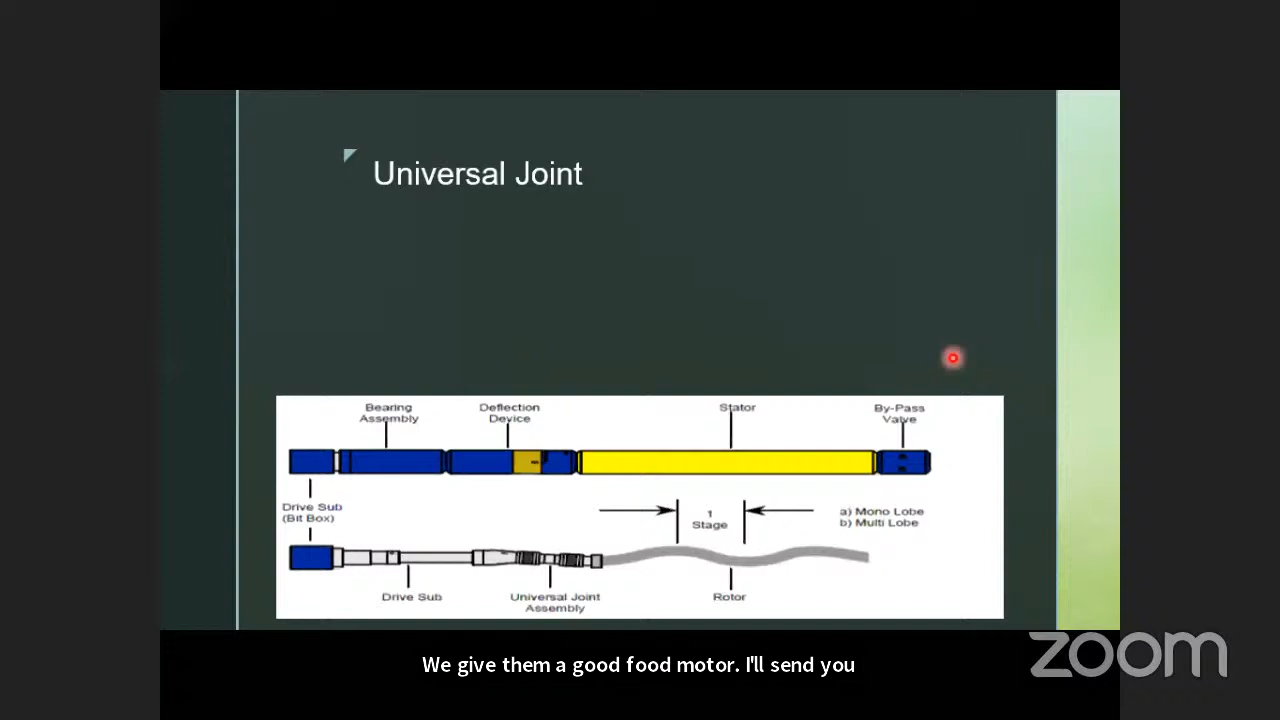 Universal Joint
Bearing
Assembly
Deflection
Device
Stator
By-Pass
Valve
Drive Sub
(Bit Box)
1
Stage
a) Mono Lobe
b) Multi Lobe
Drive Sub
Universal Joint
Assembly
Rotor
We give them a good food motor. I'll send you
zoom